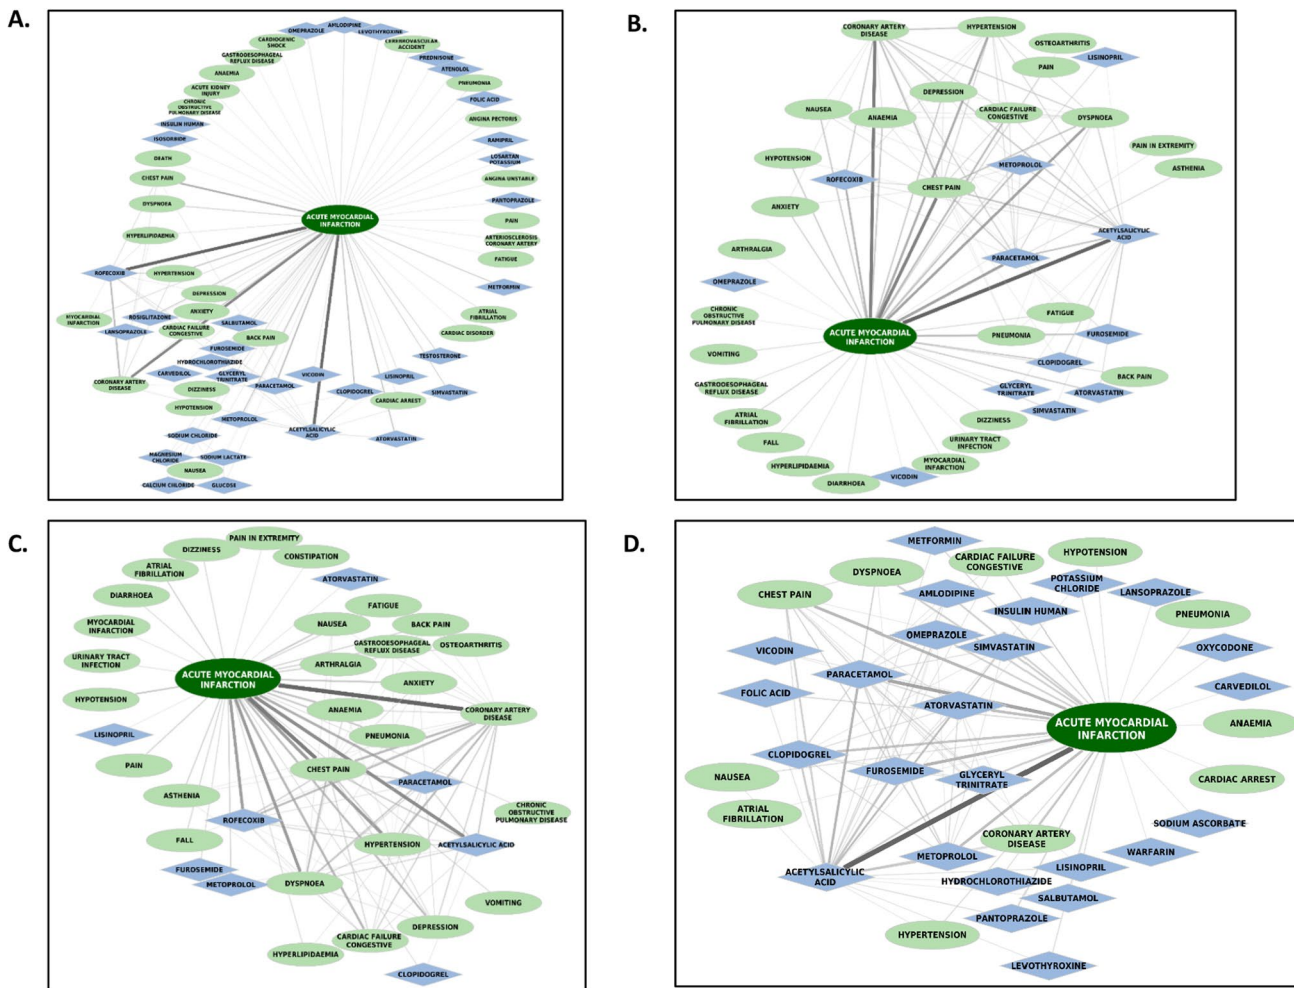 A.
AMLODIPINE
OMEPRAZOLE
LEVOTHYROXINE
CARDIOGENIC
SHOCK
CEREBROVASCULAR
ACCIDENT
GASTROOESOPHAGEAL
REFLUX DISEASE
PREDNISONE
ATENOLOL
ANAEMIA
PNEUMONIA
ACUTE KIDNEY
INJURY
FOLIC ACID
CHRONIC
OBSTRUCTIVE
PULMONARY DISEASE
ANGINA PECTORIS
INSULIN HUMAN
ISOSORBIDE
RAMIPRIL
DEATH
LOSARTAN
POTASSIUM
CHEST PAIN
ANGINA UNSTABLE
DYSPNOEA
PANTOPRAZOLE
ACUTE MYOCARDIAL
INFARCTION
PAIN
HYPERLIPIDAEMIA
ARTERIOSCLEROSIS
CORONARY ARTERY
FATIGUE
ROFECOXIB
HYPERTENSION
METFORMIN
DEPRESSION
ANXIETY
MYOCARDIAL
INFARCTION
ROSIGLITAZONE
SALBUTAMOL
ATRIAL
FIBRILLATION
LANSOPRAZOLE
CARDIAC FAILURE
CONGESTIVE
BACK PAIN
CARDIAC DISORDER
FUROSEMIDE
TESTOSTERONE
HYDROCHLOROTHIAZIDE
CARVEDILOL
GLYCERYL
TRINITRATE
VICODIN
LISINOPRIL
CORONARY ARTERY
DISEASE
PARACETAMOL
DIZZINESS
CLOPIDOGREL
SIMVASTATIN
HYPOTENSION
CARDIAC ARREST
METOPROLOL
SODIUM CHLORIDE
ACETYLSALICYLIC
ACID
ATORVASTATIN
MAGNESIUM
CHLORIDE
SODIUM LACTATE
NAUSEA
CALCIUM CHLORIDE
GLUCOSE
B.
CORONARY ARTERY
DISEASE
HYPERTENSION
OSTEOARTHRITIS
LISINOPRIL
PAIN
DEPRESSION
NAUSEA
ANAEMIA
CARDIAC FAILURE
CONGESTIVE
DYSPNOEA
PAIN IN EXTREMITY
HYPOTENSION
METOPROLOL
ASTHENIA
ROFECOXIB
CHEST PAIN
ANXIETY
ACETYLSALICYLIC
ACID
ARTHRALGIA
PARACETAMOL
OMEPRAZOLE
CHRONIC
OBSTRUCTIVE
PULMONARY DISEASE
FATIGUE
ACUTE MYOCARDIAL
INFARCTION
PNEUMONIA
FUROSEMIDE
VOMITING
CLOPIDOGREL
BACK PAIN
GASTROOESOPHAGEAL
REFLUX DISEASE
GLYCERYL
TRINITRATE
ATORVASTATIN
SIMVASTATIN
ATRIAL
FIBRILLATION
DIZZINESS
FALL
URINARY TRACT
INFECTION
HYPERLIPIDAEMIA
MYOCARDIAL
INFARCTION
DIARRHOEA
VICODIN
C.
PAIN IN EXTREMITY
DIZZINESS
CONSTIPATION
ATRIAL
FIBRILLATION
ATORVASTATIN
DIARRHOEA
FATIGUE
NAUSEA
BACK PAIN
MYOCARDIAL
INFARCTION
GASTROOESOPHAGEAL
REFLUX DISEASE
OSTEOARTHRITIS
URINARY TRACT
INFECTION
ARTHRALGIA
ACUTE MYOCARDIAL
INFARCTION
ANXIETY
HYPOTENSION
ANAEMIA
CORONARY ARTERY
DISEASE
LISINOPRIL
PNEUMONIA
PAIN
CHEST PAIN
PARACETAMOL
ASTHENIA
CHRONIC
OBSTRUCTIVE
PULMONARY DISEASE
ROFECOXIB
FALL
HYPERTENSION
ACETYLSALICYLIC ACID
FUROSEMIDE
METOPROLOL
DYSPNOEA
VOMITING
DEPRESSION
CARDIAC FAILURE
CONGESTIVE
HYPERLIPIDAEMIA
CLOPIDOGREL
D.
METFORMIN
CARDIAC FAILURE
CONGESTIVE
HYPOTENSION
DYSPNOEA
POTASSIUM
CHLORIDE
CHEST PAIN
AMLODIPINE
LANSOPRAZOLE
INSULIN HUMAN
PNEUMONIA
OMEPRAZOLE
SIMVASTATIN
OXYCODONE
VICODIN
PARACETAMOL
CARVEDILOL
FOLIC ACID
ATORVASTATIN
ACUTE MYOCARDIAL
INFARCTION
ANAEMIA
CLOPIDOGREL
NAUSEA
FUROSEMIDE
GLYCERYL
TRINITRATE
CARDIAC ARREST
ATRIAL
FIBRILLATION
SODIUM ASCORBATE
CORONARY ARTERY
DISEASE
METOPROLOL
WARFARIN
ACETYLSALICYLIC
ACID
LISINOPRIL
HYDROCHLOROTHIAZIDE
SALBUTAMOL
PANTOPRAZOLE
HYPERTENSION
LEVOTHYROXINE